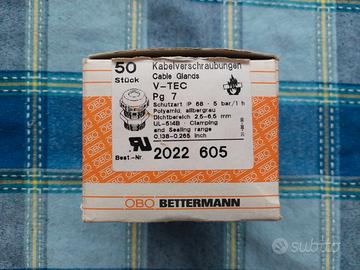 50
Stück
Kabelverschraubungen
Cable Glands
V-TEC
Pg 7
Schutzart IP 68 - 5 bar/1 h
Polyamid, silbergrau
Dichtbereich 2,5-6,5 mm
UL-514B - Clamping
and Sealing range
0,138-0,265 inch
Best.-Nr. 2022 605
OBO BETTERMANN
OBO
OBO
subito